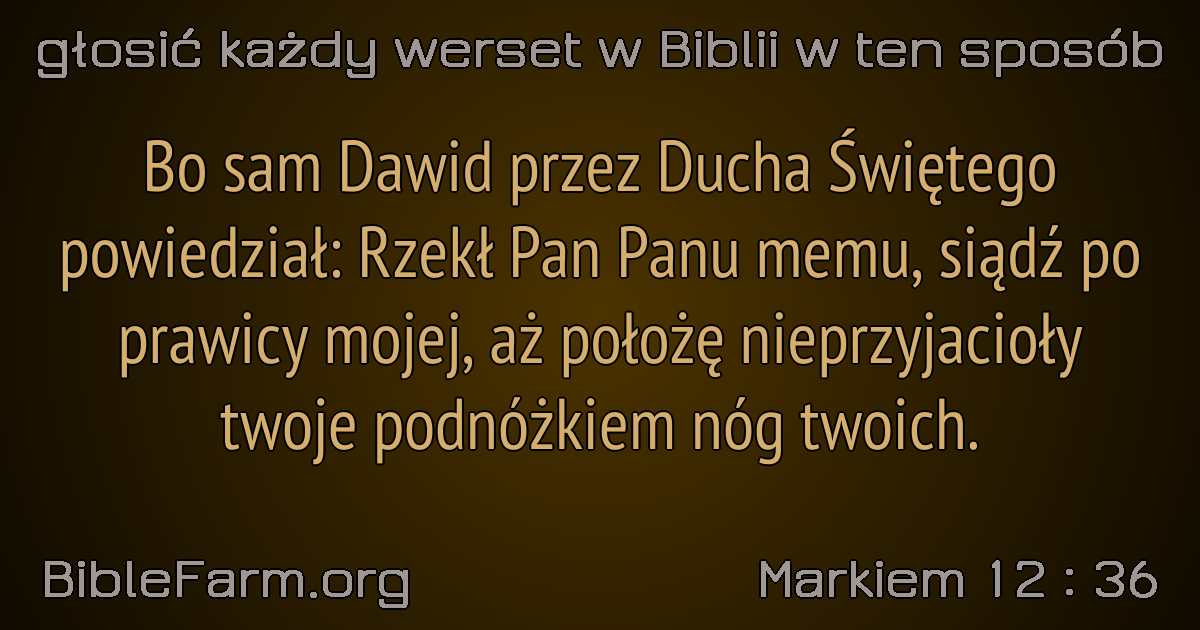 głosić każdy werset w Biblii w ten sposób
Bo sam Dawid przez Ducha Świętego
powiedział: Rzekł Pan Panu memu, siądź po
prawicy mojej, aż położę nieprzyjacioły
twoje podnóżkiem nóg twoich.
BibleFarm.org
Markiem 12 : 36